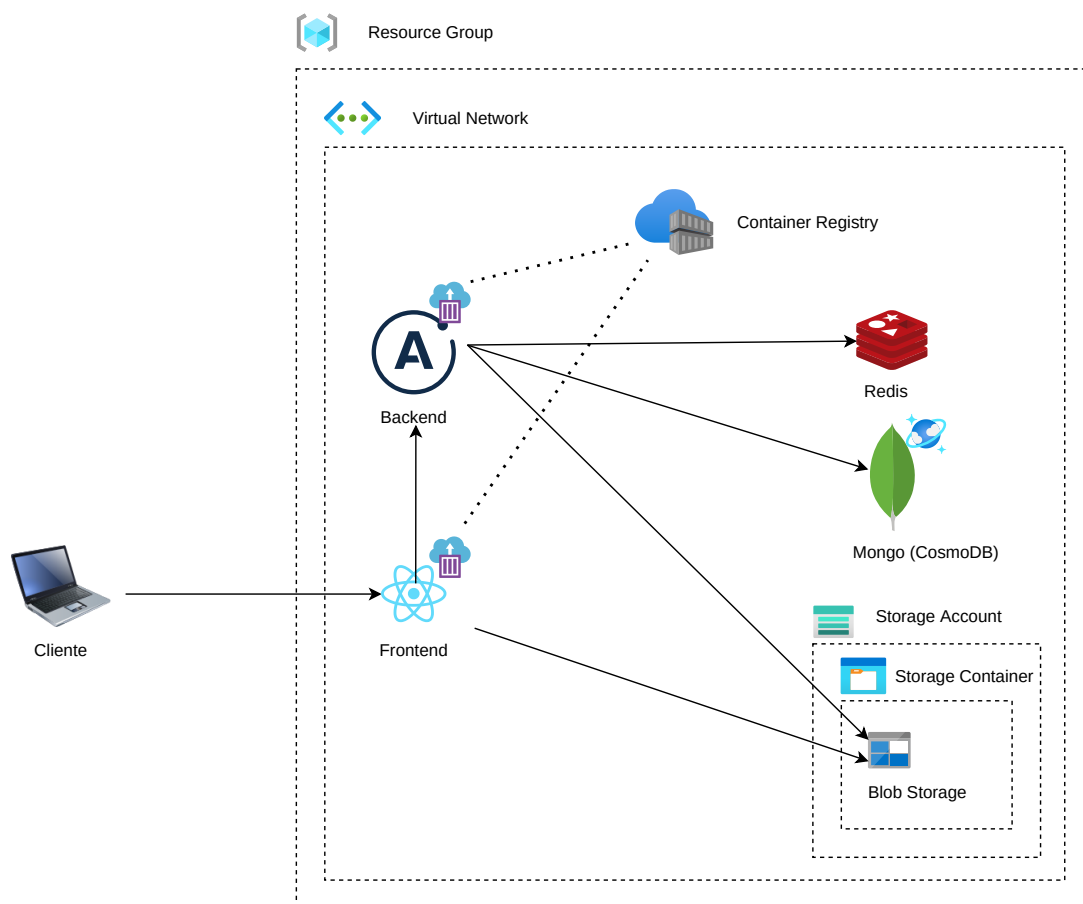 Resource Group
Virtual Network
Container Registry
A
Backend
Redis
Mongo (CosmoDB)
Storage Account
Storage Container
Cliente
Frontend
Blob Storage